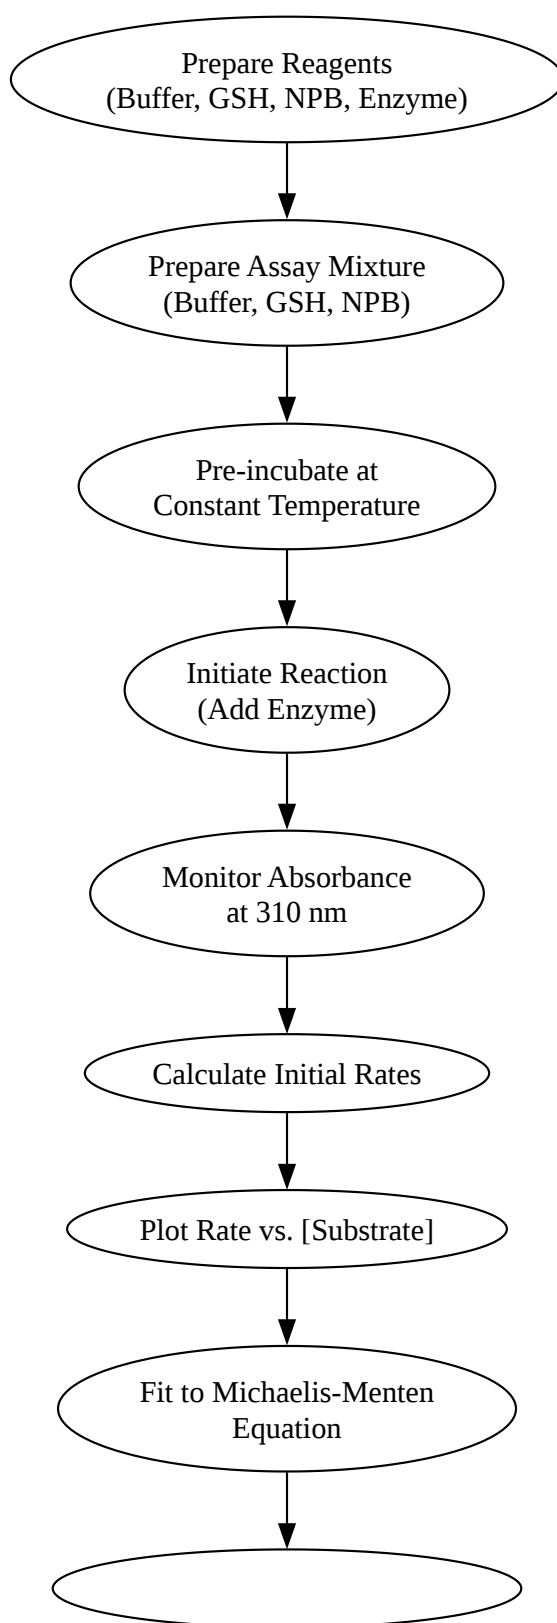 Prepare Reagents
(Buffer, GSH, NPB, Enzyme)
Prepare Assay Mixture
(Buffer, GSH, NPB)
Pre-incubate at
Constant Temperature
Initiate Reaction
(Add Enzyme)
Monitor Absorbance
at 310 nm
Calculate Initial Rates
Plot Rate vs. [Substrate]
Fit to Michaelis-Menten
Equation